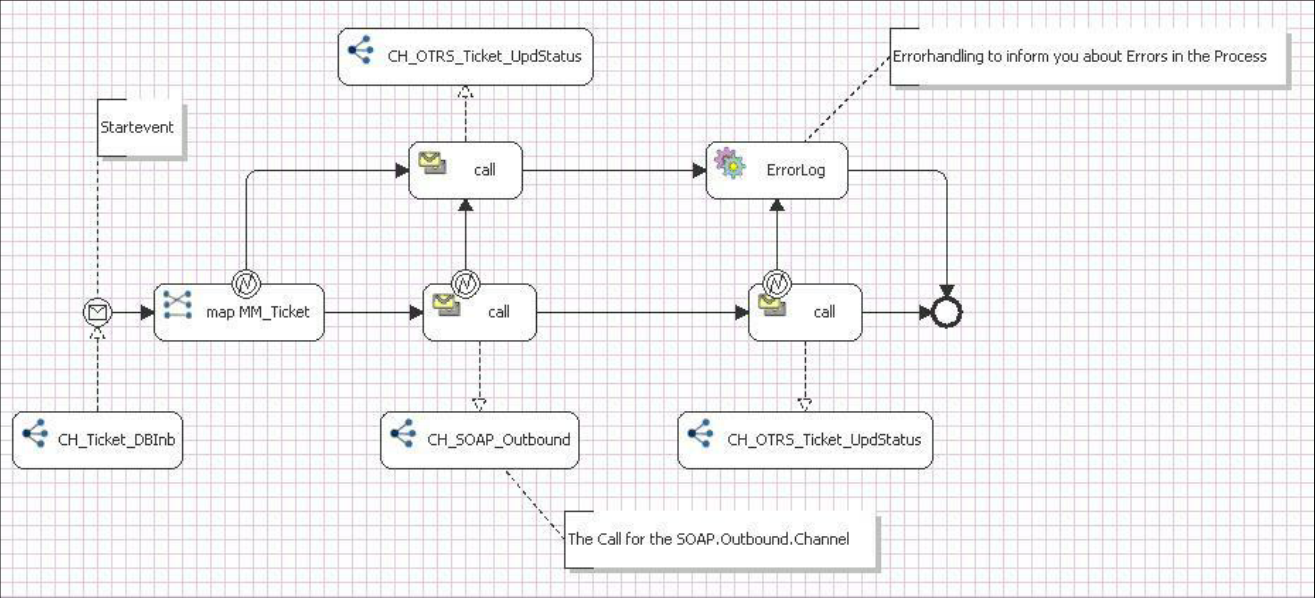 CH_OTRS_Ticket_UpdStatus
Errorhandling to inform you about Errors in the Process
Startevent
call
ErrorLog
map MM_Ticket
call
call
CH_Ticket_DBInb
CH_SOAP_Outbound
CH_OTRS_Ticket_UpdStatus
The Call for the SOAP.Outbound.Channel